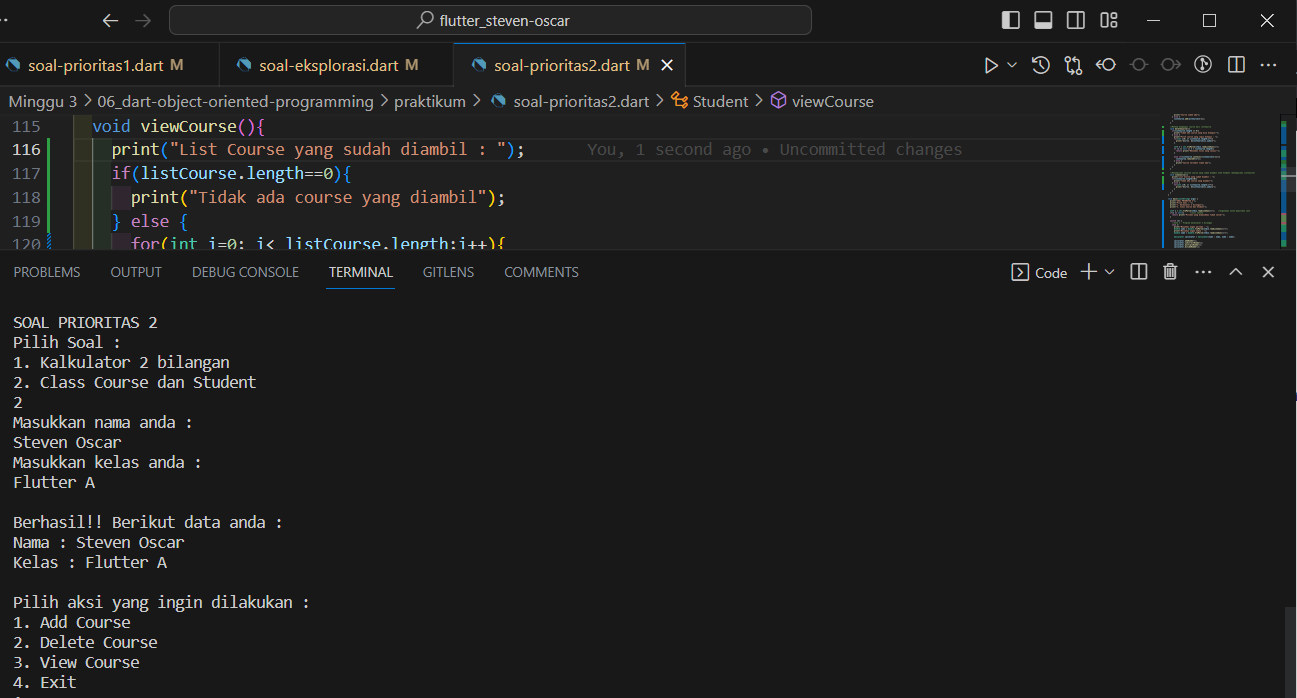 flutter_steven-oscar
soal-prioritas1.dart M
soal-eksplorasi.dart M
soal-prioritas2.dart M
Minggu 3 > 06_dart-object-oriented-programming > praktikum > soal-prioritas2.dart > Student > viewCourse
115 void viewCourse(){
116 print("List Course yang sudah diambil : "); You, 1 second ago • Uncommitted changes
117 if(listCourse.length==0){
118 print("Tidak ada course yang diambil");
119 } else {
120 for(int i=0; i< listCourse.length;i++){
PROBLEMS OUTPUT DEBUG CONSOLE TERMINAL GITLENS COMMENTS
Code
SOAL PRIORITAS 2
Pilih Soal :
1. Kalkulator 2 bilangan
2. Class Course dan Student
2
Masukkan nama anda :
Steven Oscar
Masukkan kelas anda :
Flutter A
Berhasil!! Berikut data anda :
Nama : Steven Oscar
Kelas : Flutter A
Pilih aksi yang ingin dilakukan :
1. Add Course
2. Delete Course
3. View Course
4. Exit